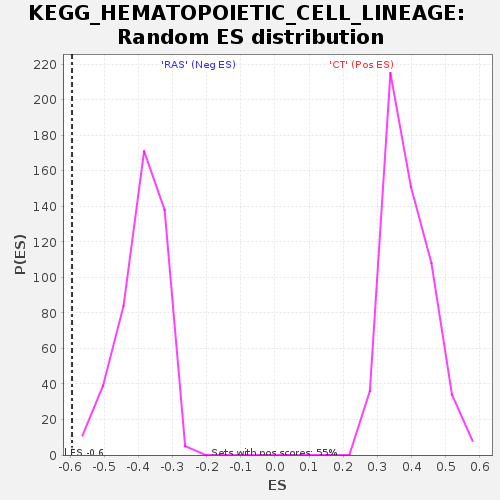 KEGG_HEMATOPOIETIC_CELL_LINEAGE:
Random ES distribution
'RAS' (Neg ES)
'CT' (Pos ES)
P(ES)
220
200
180
160
140
120
100
80
60
40
20
0
ES -0.6
Sets with pos scores: 55%
-0.6 -0.5 -0.4 -0.3 -0.2 -0.1 0.0 0.1 0.2 0.3 0.4 0.5 0.6
ES